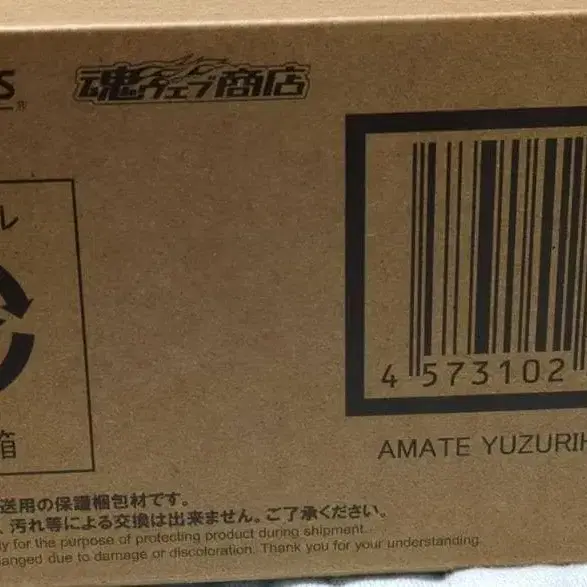 S®
魂ウェブ商店
ル
箱
4 573102
AMATE YUZURIH
送用の保護梱包材です。
、汚れ等による交換は出来ません。ご了承ください。
y for the purpose of protecting product during shipment.
hanged due to damage or discoloration. Thank you for your understanding.